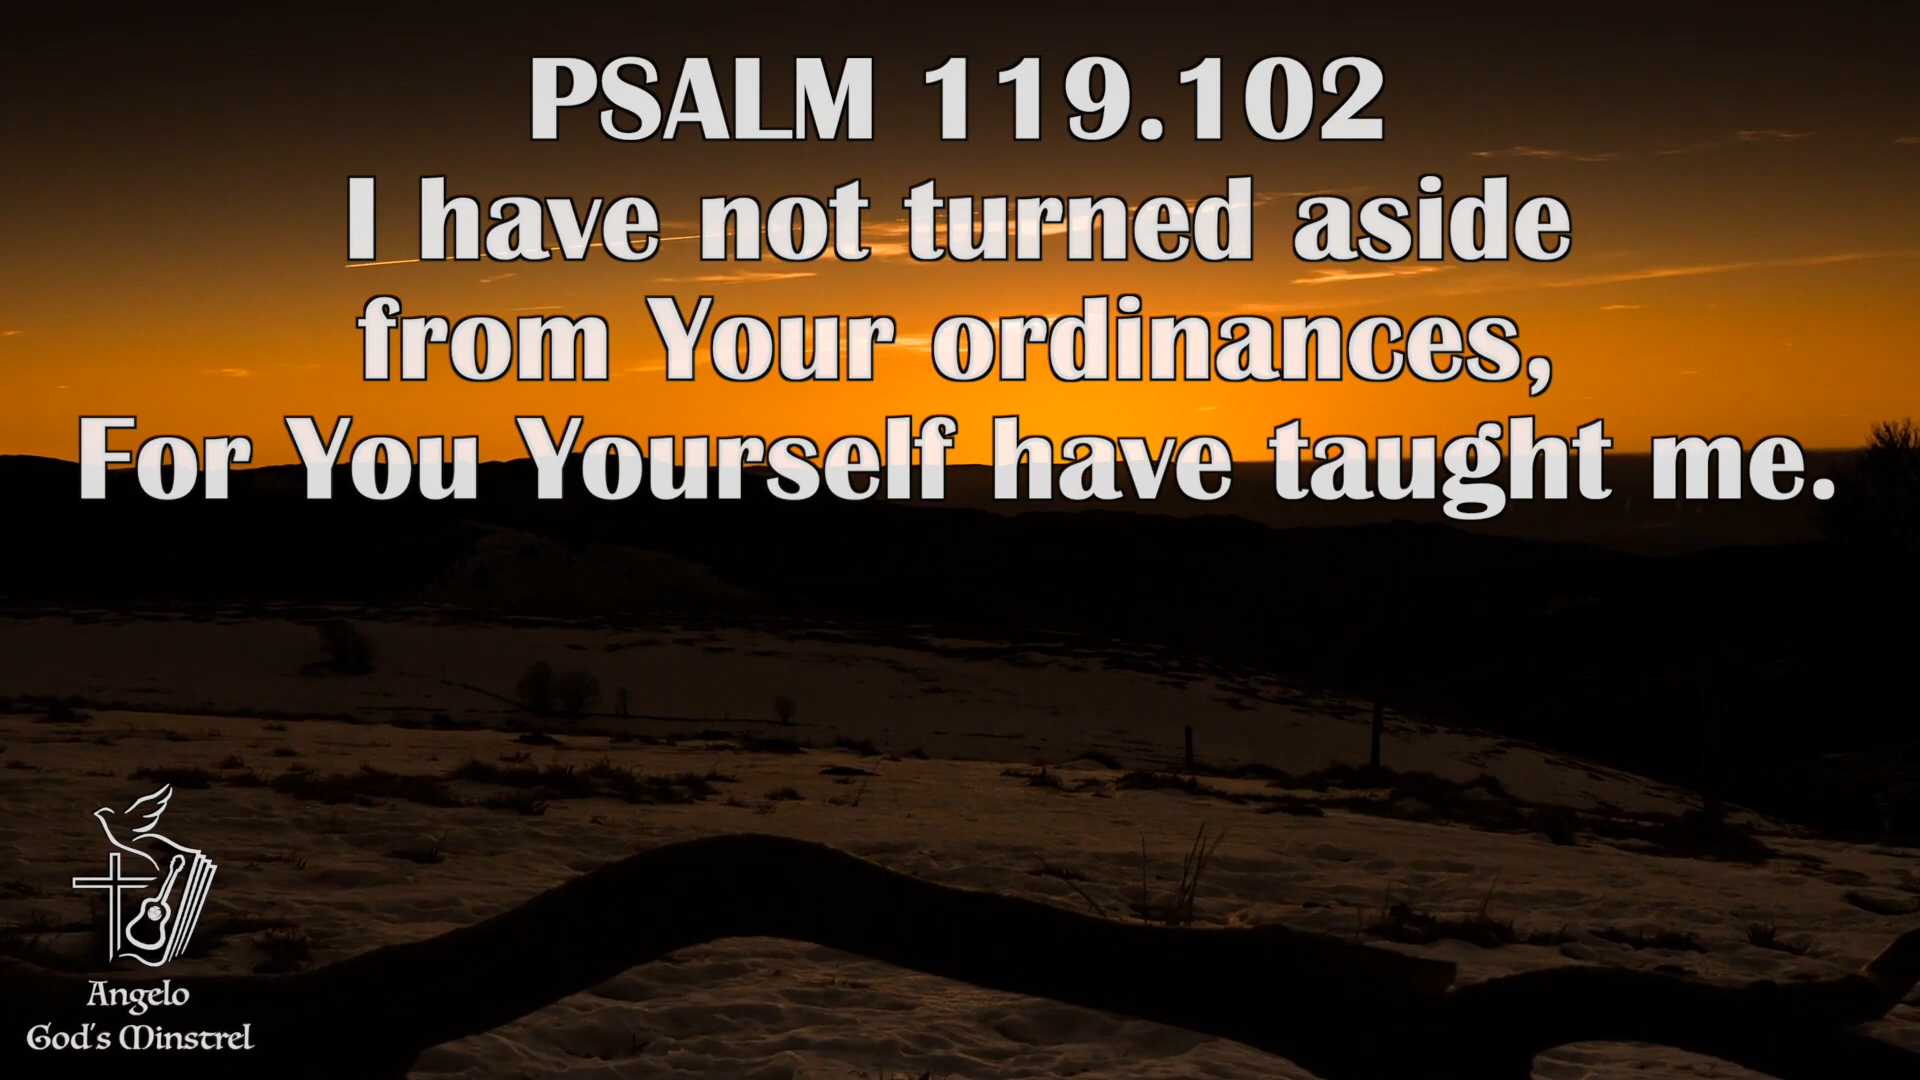 PSALM 119.102
I have not turned aside
from Your ordinances,
For You Yourself have taught me.
Angelo
God's Minstrel